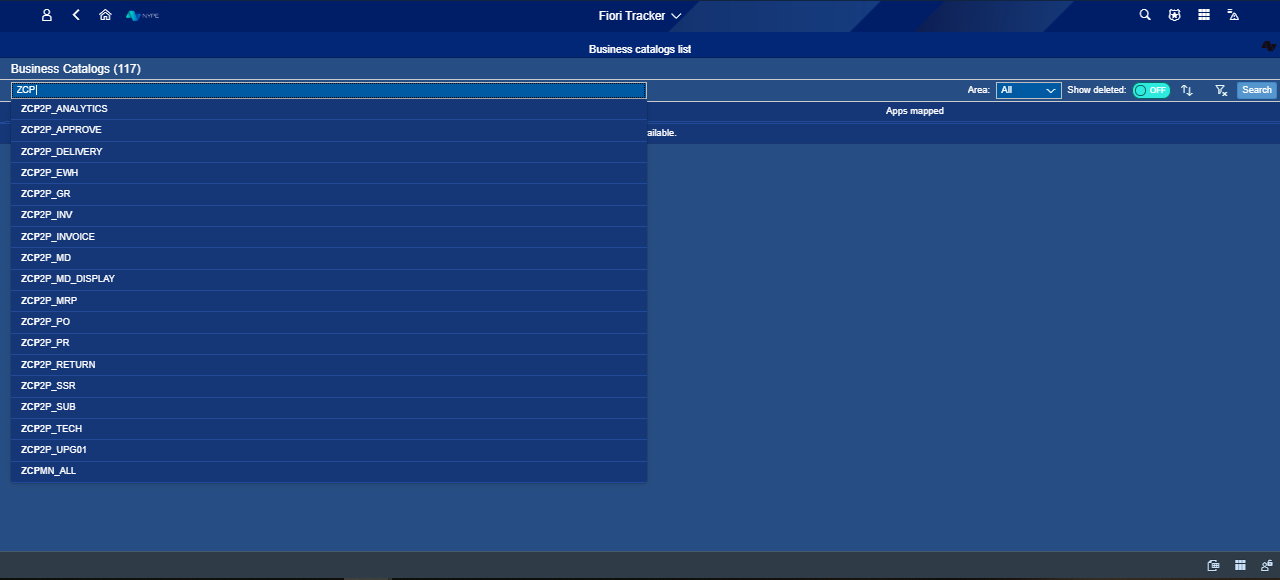 NYPE
Fiori Tracker
Business catalogs list
Business Catalogs (117)
ZCP
Area: All Show deleted: OFF Search
ZCP2P_ANALYTICS
Apps mapped
ZCP2P_APPROVE
ailable.
ZCP2P_DELIVERY
ZCP2P_EWH
ZCP2P_GR
ZCP2P_INV
ZCP2P_INVOICE
ZCP2P_MD
ZCP2P_MD_DISPLAY
ZCP2P_MRP
ZCP2P_PO
ZCP2P_PR
ZCP2P_RETURN
ZCP2P_SSR
ZCP2P_SUB
ZCP2P_TECH
ZCP2P_UPG01
ZCPMN_ALL